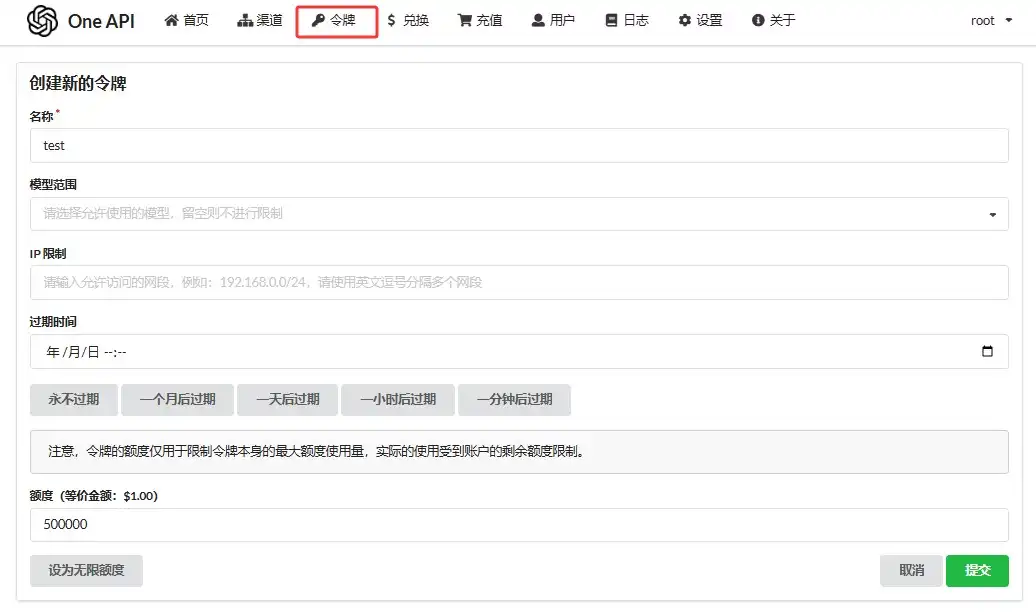 One API 首页 渠道 令牌 兑换 充值 用户 日志 设置 关于 root
创建新的令牌
名称*
test
模型范围
请选择允许使用的模型，留空则不进行限制
IP 限制
请输入允许访问的网段，例如：192.168.0.0/24，请使用英文逗号分隔多个网段
过期时间
年 /月/日 --:--
永不过期 一个月后过期 一天后过期 一小时后过期 一分钟后过期
注意，令牌的额度仅用于限制令牌本身的最大额度使用量，实际的使用受到账户的剩余额度限制。
额度（等价金额：$1.00）
500000
设为无限额度 取消 提交